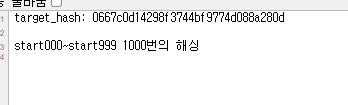 target_hash: 0667c0d14298f3744bf9774d088a280d
start000~start999 1000번의 해싱